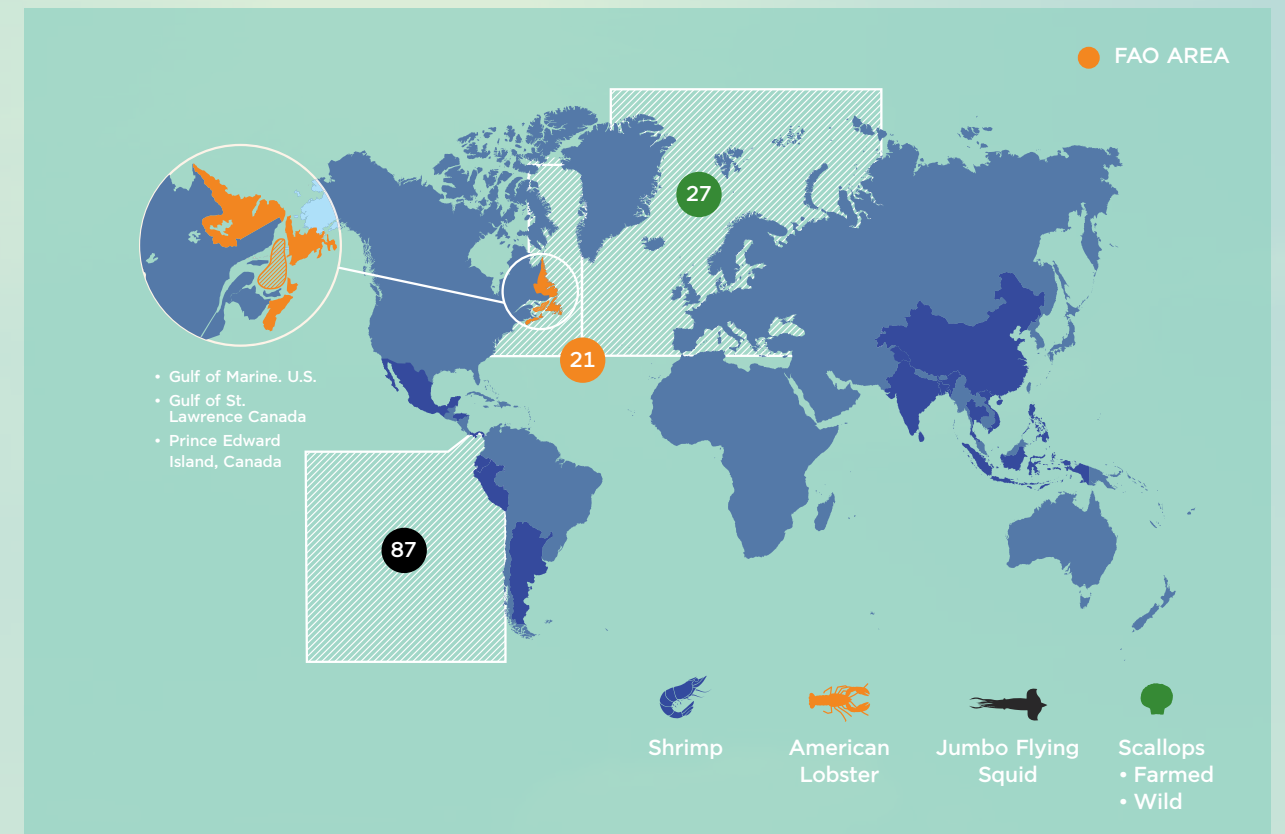 FAO AREA
27
21
• Gulf of Marine. U.S.
• Gulf of St.
Lawrence Canada
• Prince Edward
Island, Canada
87
Shrimp
American
Lobster
Jumbo Flying
Squid
Scallops
• Farmed
• Wild